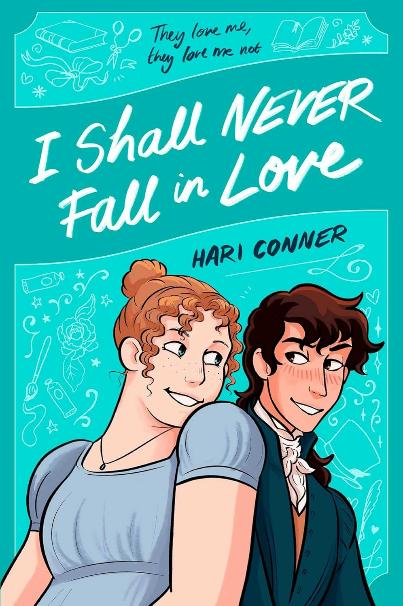 They love me,
they love me not
I Shall NEVER
Fall in Love
HARI CONNER